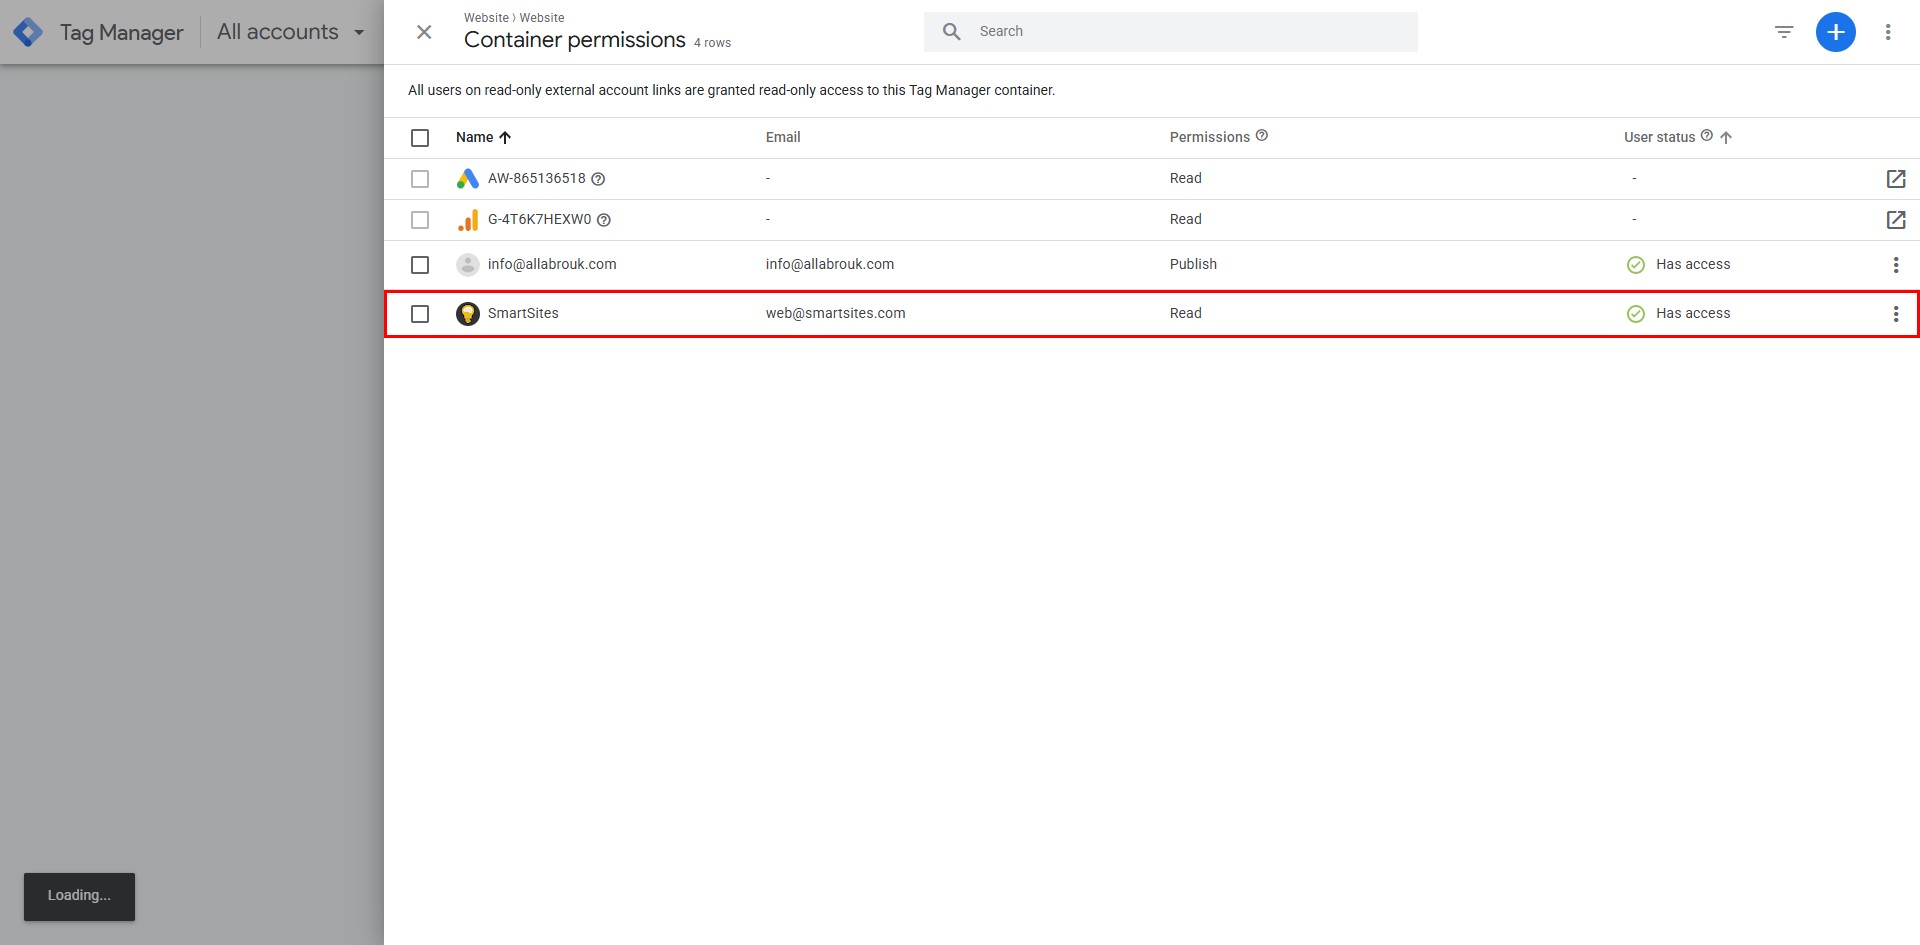 Tag Manager All accounts
Website › Website
Container permissions 4 rows
Search
All users on read-only external account links are granted read-only access to this Tag Manager container.
Name Email Permissions User status
AW-865136518 - Read -
G-4T6K7HEXW0 - Read -
info@allabrouk.com info@allabrouk.com Publish Has access
SmartSites web@smartsites.com Read Has access
Loading...